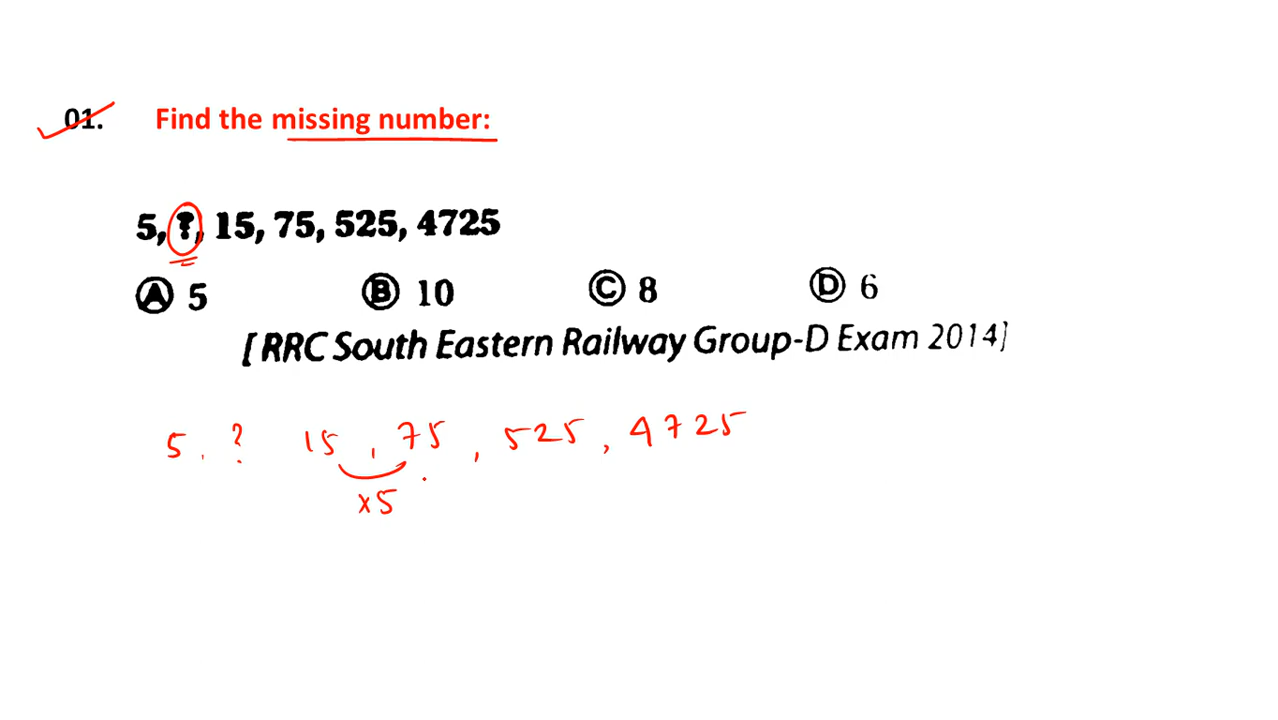 01. Find the missing number:
5, ?, 15, 75, 525, 4725
A 5 B 10 C 8 D 6
[RRC South Eastern Railway Group-D Exam 2014]
5, ? 15, 75, 525, 4725
x5